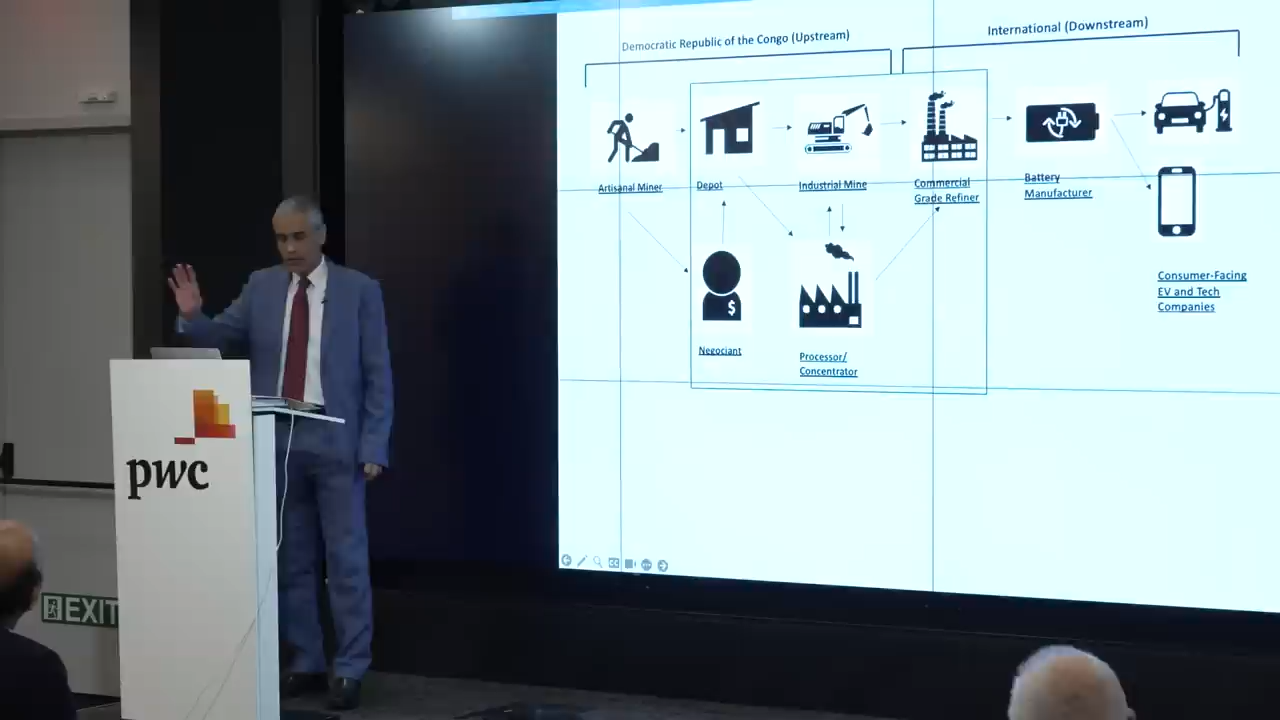 Democratic Republic of the Congo (Upstream)
International (Downstream)
Artisanal Miner
Depot
Industrial Mine
Commercial
Grade Refiner
Battery
Manufacturer
$
Negociant
Processor/
Concentrator
Consumer-Facing
EV and Tech
Companies
pwc
EXIT